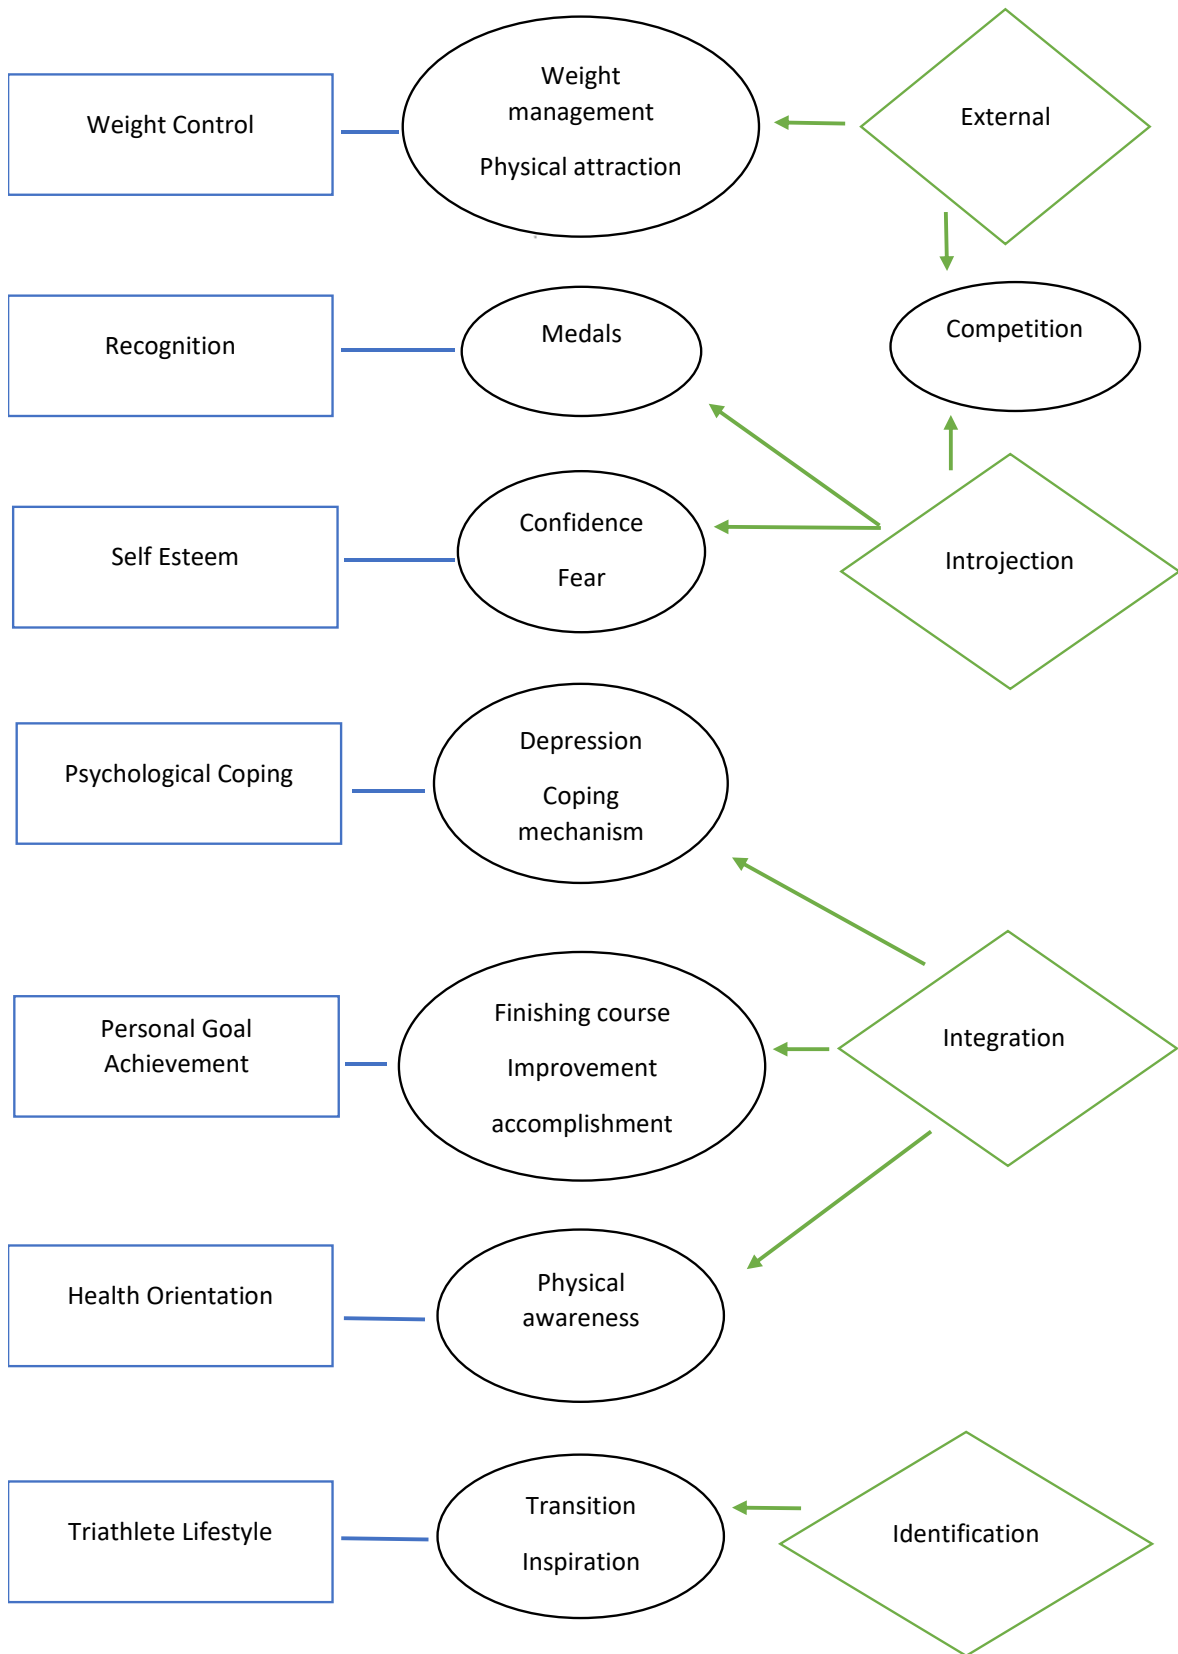 Weight Control
Weight
management
Physical attraction
External
Recognition
Medals
Competition
Self Esteem
Confidence
Fear
Introjection
Psychological Coping
Depression
Coping
mechanism
Personal Goal
Achievement
Finishing course
Improvement
accomplishment
Integration
Health Orientation
Physical
awareness
Triathlete Lifestyle
Transition
Inspiration
Identification